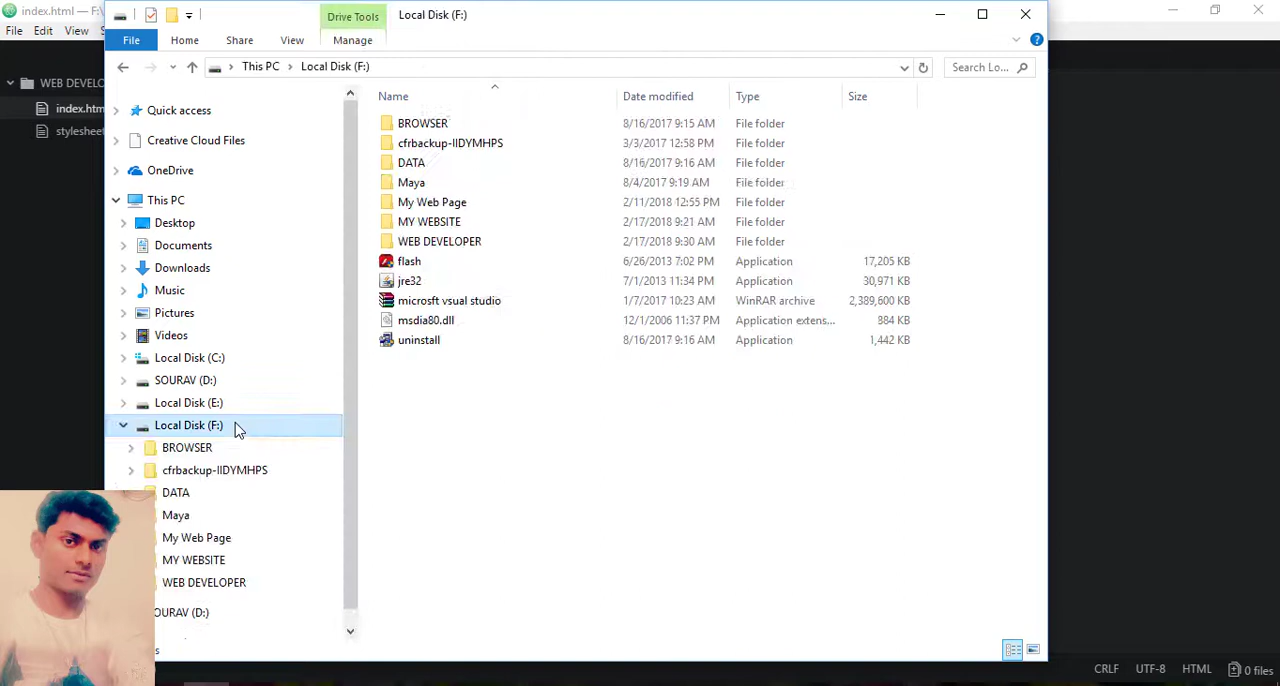 index.html — F:\
Drive Tools
Local Disk (F:)
File Edit View
File Home Share View Manage
This PC > Local Disk (F:)
Search Lo...
WEB DEVELO
index.htm
stylesheet
Quick access
Creative Cloud Files
OneDrive
This PC
Desktop
Documents
Downloads
Music
Pictures
Videos
Local Disk (C:)
SOURAV (D:)
Local Disk (E:)
Local Disk (F:)
BROWSER
cfrbackup-IIDYMHPS
DATA
Maya
My Web Page
MY WEBSITE
WEB DEVELOPER
OURAV (D:)
Name Date modified Type Size
BROWSER 8/16/2017 9:15 AM File folder
cfrbackup-IIDYMHPS 3/3/2017 12:58 PM File folder
DATA 8/16/2017 9:16 AM File folder
Maya 8/4/2017 9:19 AM File folder
My Web Page 2/11/2018 12:55 PM File folder
MY WEBSITE 2/17/2018 9:21 AM File folder
WEB DEVELOPER 2/17/2018 9:30 AM File folder
flash 6/26/2013 7:02 PM Application 17,205 KB
jre32 7/1/2013 11:34 PM Application 30,971 KB
microsft vsual studio 1/7/2017 10:23 AM WinRAR archive 2,389,600 KB
msdia80.dll 12/1/2006 11:37 PM Application extens... 884 KB
uninstall 8/16/2017 9:16 AM Application 1,442 KB
CRLF UTF-8 HTML 0 files